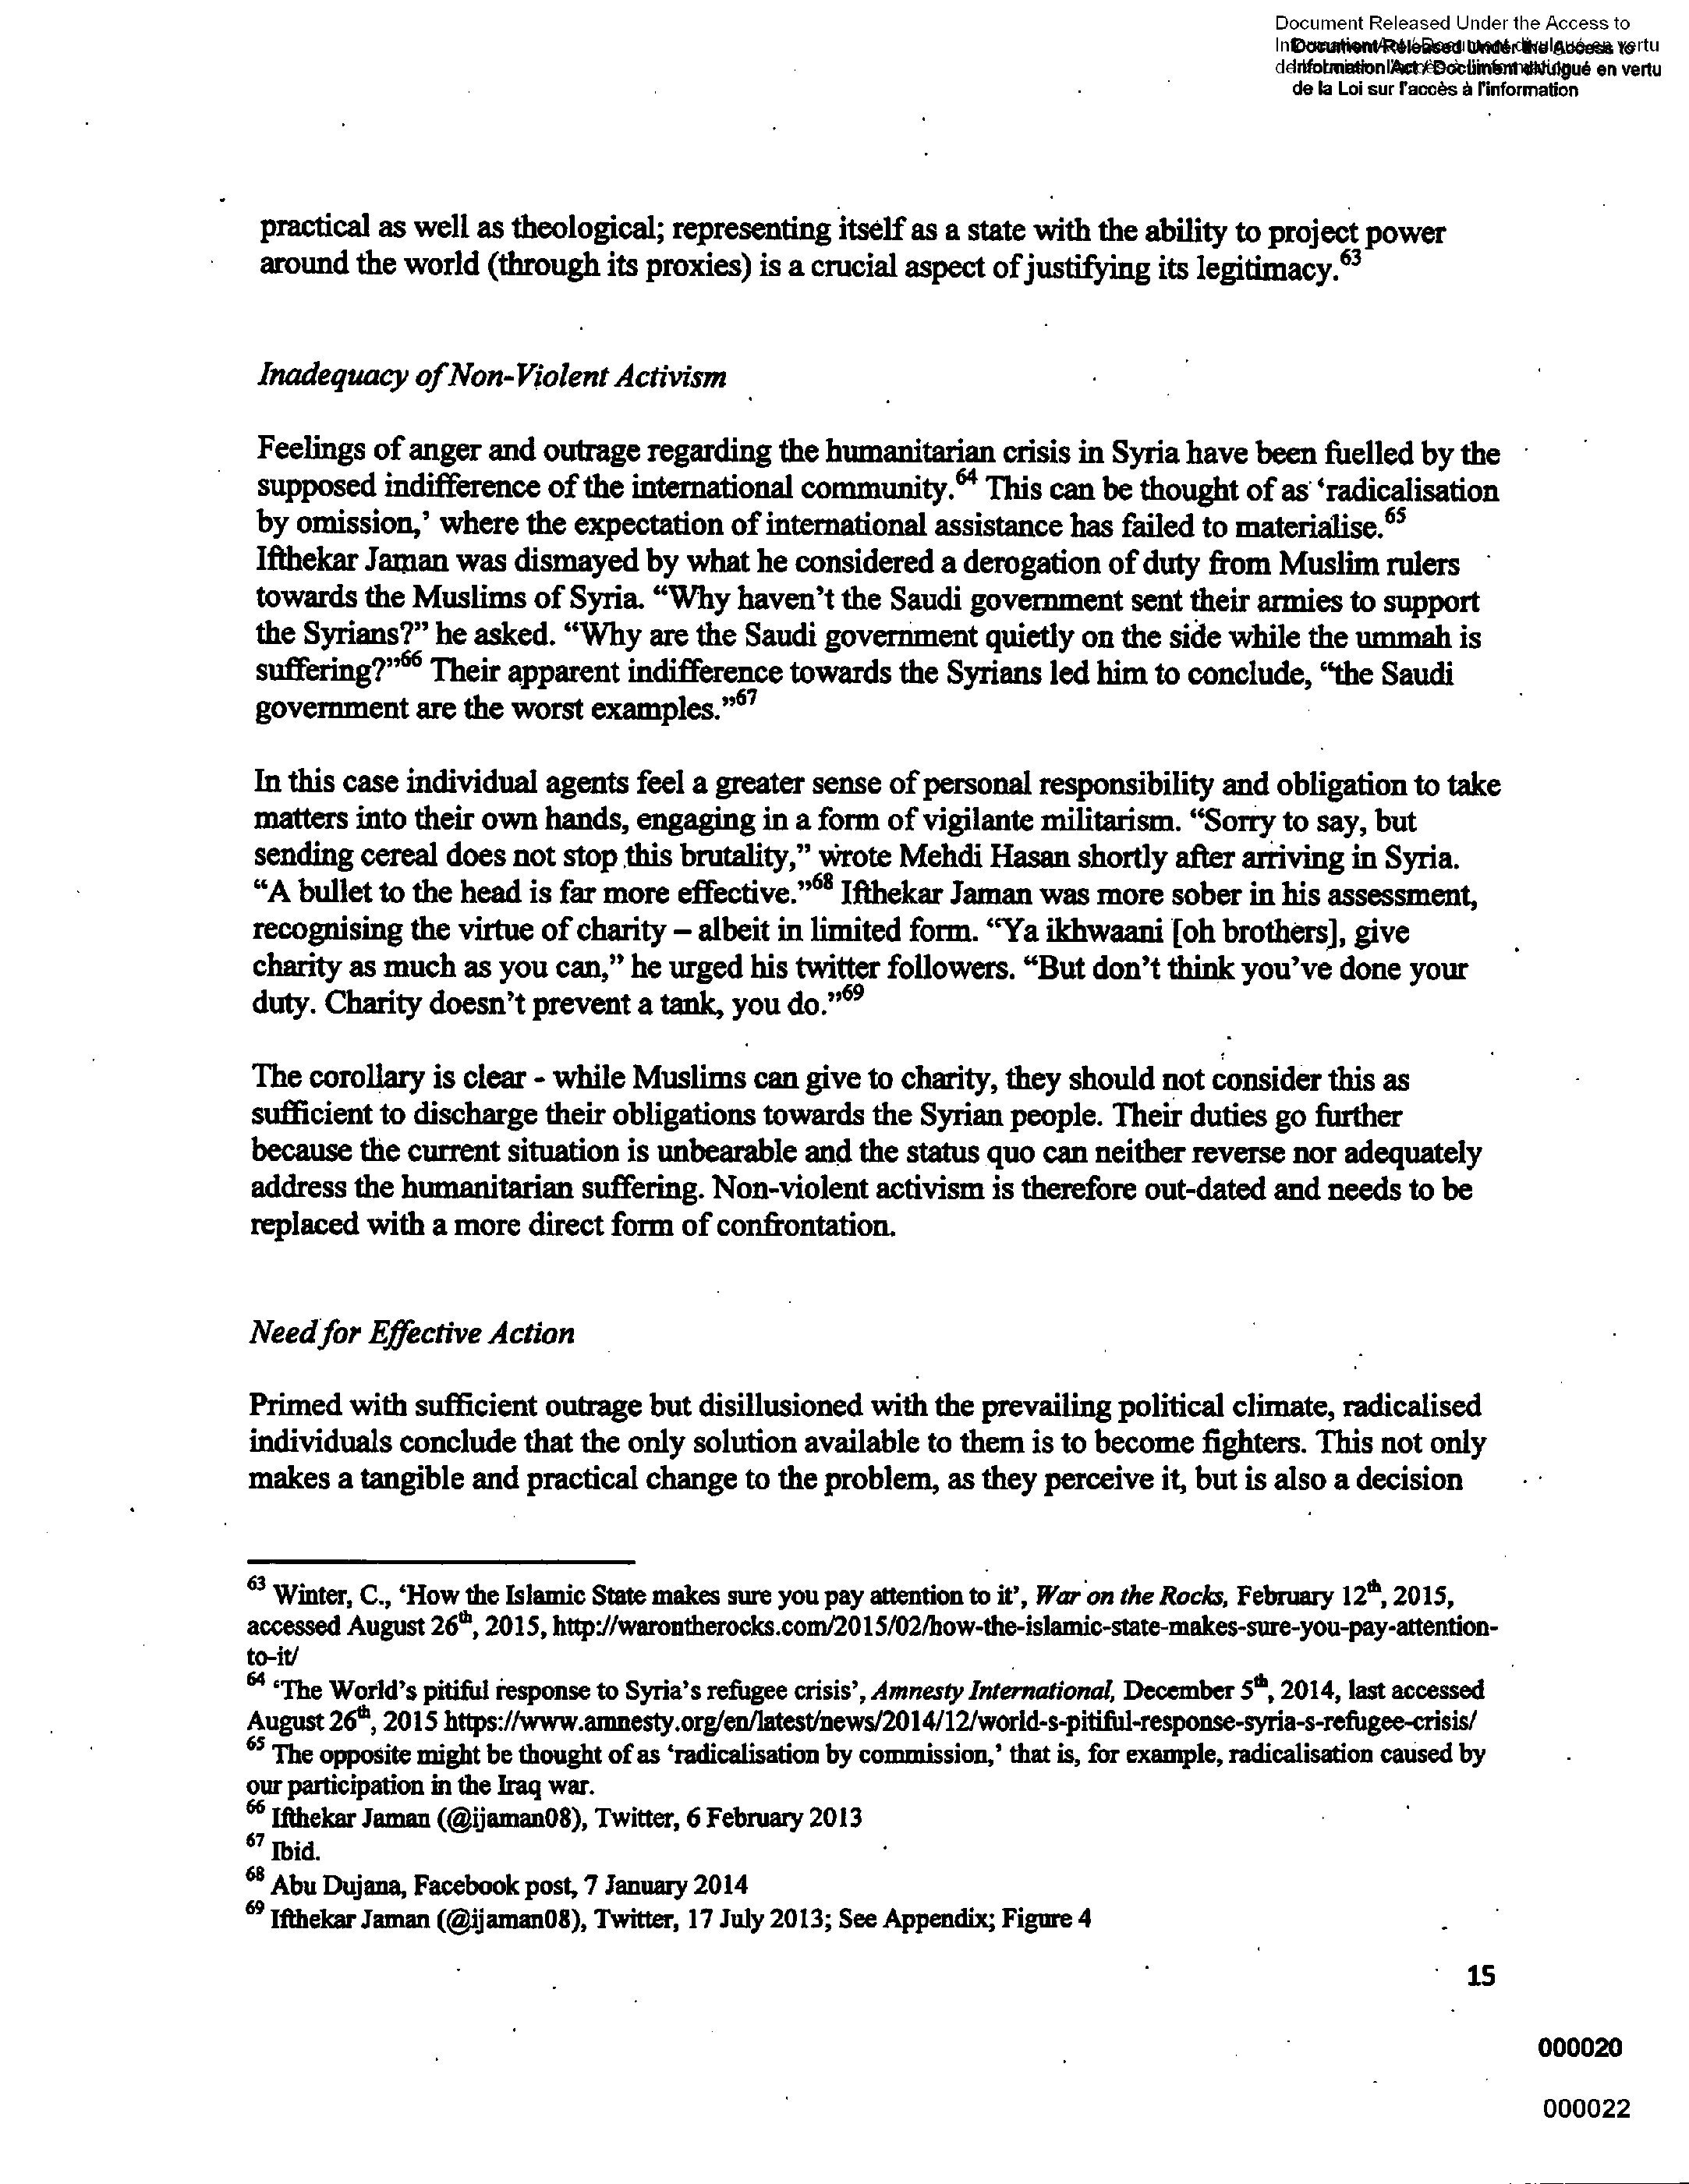 Document Released Under the Access to
Document Released Under the Access to
Information Act / Document divulgué en vertu
de la Loi sur l'accès à l'information
practical as well as theological; representing itself as a state with the ability to project power
around the world (through its proxies) is a crucial aspect of justifying its legitimacy.63
Inadequacy of Non-Violent Activism
Feelings of anger and outrage regarding the humanitarian crisis in Syria have been fuelled by the
supposed indifference of the international community.64 This can be thought of as 'radicalisation
by omission,' where the expectation of international assistance has failed to materialise.65
Ifthekar Jaman was dismayed by what he considered a derogation of duty from Muslim rulers
towards the Muslims of Syria. "Why haven't the Saudi government sent their armies to support
the Syrians?" he asked. "Why are the Saudi government quietly on the side while the ummah is
suffering?"66 Their apparent indifference towards the Syrians led him to conclude, "the Saudi
government are the worst examples."67
In this case individual agents feel a greater sense of personal responsibility and obligation to take
matters into their own hands, engaging in a form of vigilante militarism. "Sorry to say, but
sending cereal does not stop this brutality," wrote Mehdi Hasan shortly after arriving in Syria.
"A bullet to the head is far more effective."68 Ifthekar Jaman was more sober in his assessment,
recognising the virtue of charity – albeit in limited form. "Ya ikhwaani [oh brothers], give
charity as much as you can," he urged his twitter followers. "But don't think you've done your
duty. Charity doesn't prevent a tank, you do."69
The corollary is clear - while Muslims can give to charity, they should not consider this as
sufficient to discharge their obligations towards the Syrian people. Their duties go further
because the current situation is unbearable and the status quo can neither reverse nor adequately
address the humanitarian suffering. Non-violent activism is therefore out-dated and needs to be
replaced with a more direct form of confrontation.
Need for Effective Action
Primed with sufficient outrage but disillusioned with the prevailing political climate, radicalised
individuals conclude that the only solution available to them is to become fighters. This not only
makes a tangible and practical change to the problem, as they perceive it, but is also a decision
63 Winter, C., 'How the Islamic State makes sure you pay attention to it', War on the Rocks, February 12th, 2015,
accessed August 26th, 2015, http://warontherocks.com/2015/02/how-the-islamic-state-makes-sure-you-pay-attention-
to-it/
64 'The World's pitiful response to Syria's refugee crisis', Amnesty International, December 5th, 2014, last accessed
August 26th, 2015 https://www.amnesty.org/en/latest/news/2014/12/world-s-pitiful-response-syria-s-refugee-crisis/
65 The opposite might be thought of as 'radicalisation by commission,' that is, for example, radicalisation caused by
our participation in the Iraq war.
66 Ifthekar Jaman (@ijaman08), Twitter, 6 February 2013
67 Ibid.
68 Abu Dujana, Facebook post, 7 January 2014
69 Ifthekar Jaman (@ijaman08), Twitter, 17 July 2013; See Appendix; Figure 4
15
000020
000022